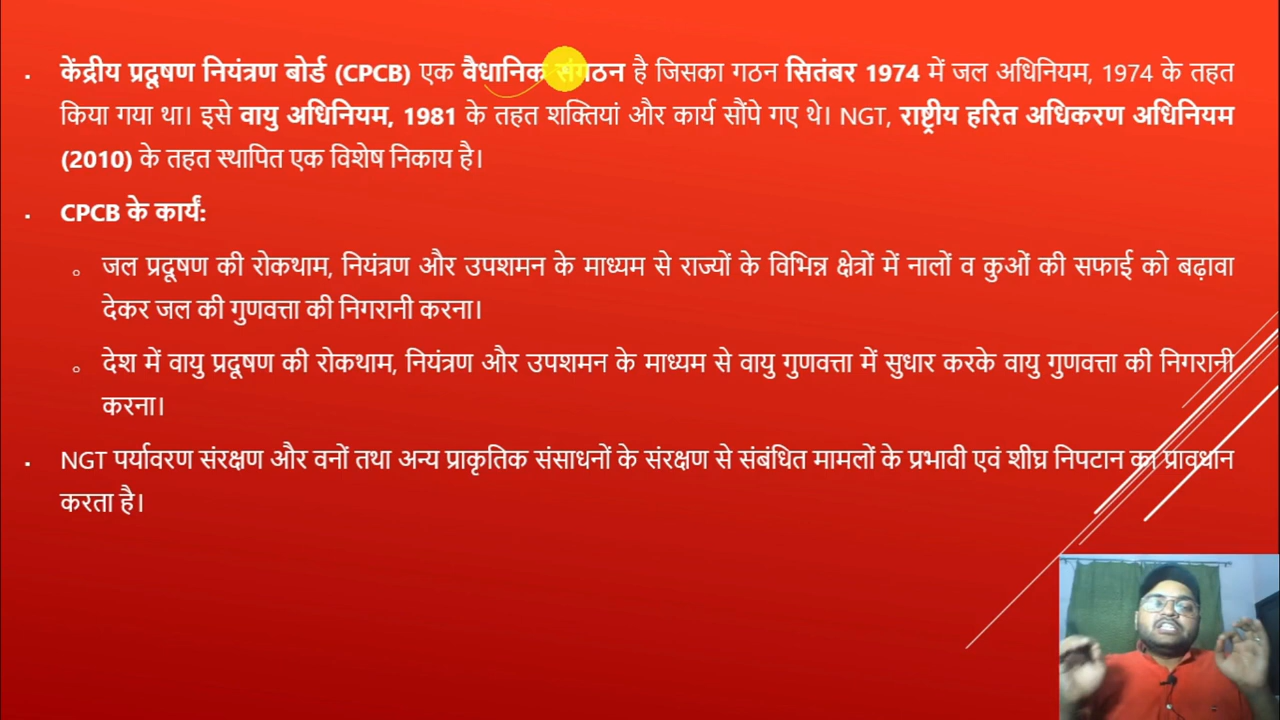 केंद्रीय प्रदूषण नियंत्रण बोर्ड (CPCB) एक वैधानिक संगठन है जिसका गठन सितंबर 1974 में जल अधिनियम, 1974 के तहत
किया गया था। इसे वायु अधिनियम, 1981 के तहत शक्तियां और कार्य सौंपे गए थे। NGT, राष्ट्रीय हरित अधिकरण अधिनियम
(2010) के तहत स्थापित एक विशेष निकाय है।
CPCB के कार्यं:
जल प्रदूषण की रोकथाम, नियंत्रण और उपशमन के माध्यम से राज्यों के विभिन्न क्षेत्रों में नालों व कुओं की सफाई को बढ़ावा
देकर जल की गुणवत्ता की निगरानी करना।
देश में वायु प्रदूषण की रोकथाम, नियंत्रण और उपशमन के माध्यम से वायु गुणवत्ता में सुधार करके वायु गुणवत्ता की निगरानी
करना।
NGT पर्यावरण संरक्षण और वनों तथा अन्य प्राकृतिक संसाधनों के संरक्षण से संबंधित मामलों के प्रभावी एवं शीघ्र निपटान का प्रावधान
करता है।